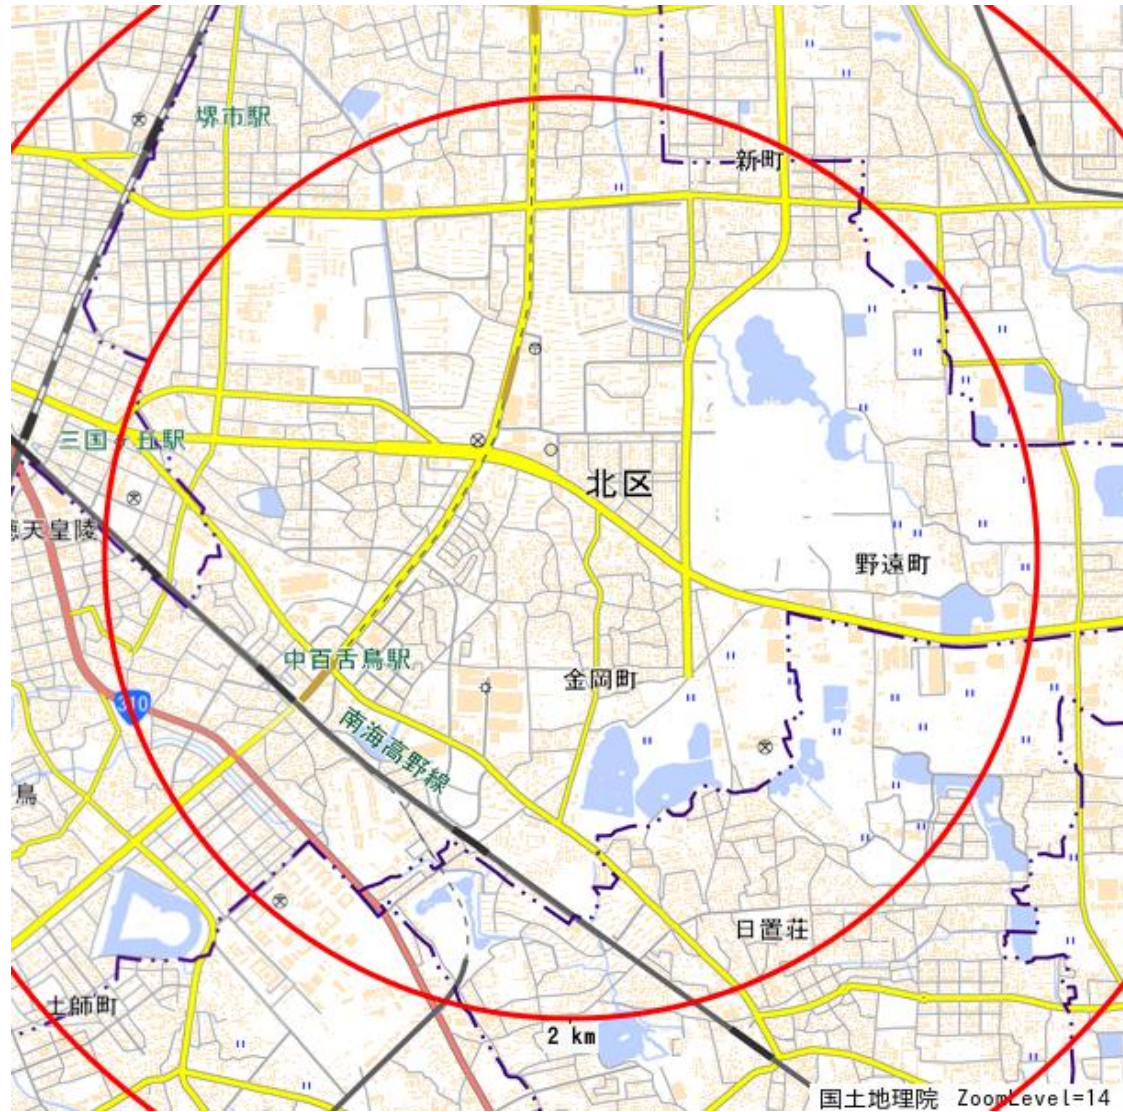 堺市駅
新町
三国ヶ丘駅
北区
徳天皇陵
野遠町
中百舌鳥駅
金岡町
310
南海高野線
鳥
日置荘
土師町
2 km
国土地理院 ZoomLevel=14